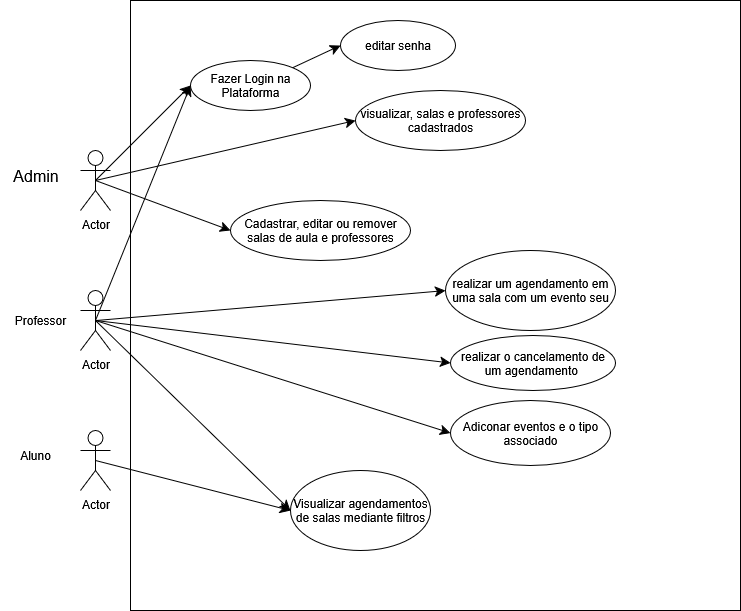 editar senha
Fazer Login na
Plataforma
visualizar, salas e professores
cadastrados
Admin
Actor
Cadastrar, editar ou remover
salas de aula e professores
realizar um agendamento em
uma sala com um evento seu
Professor
Actor
realizar o cancelamento de
um agendamento
Adiconar eventos e o tipo
associado
Aluno
Actor
Visualizar agendamentos
de salas mediante filtros